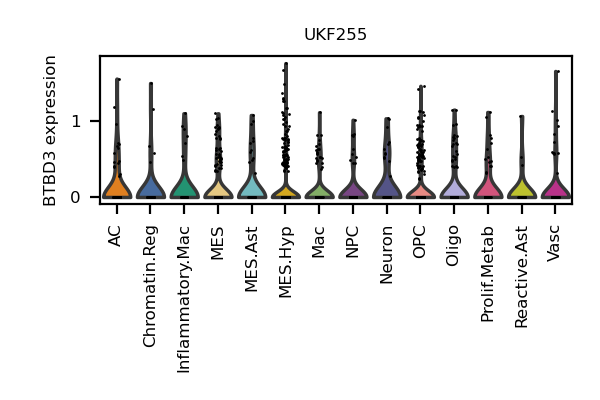 UKF255
BTBD3 expression
1
0
AC
Chromatin.Reg
Inflammatory.Mac
MES
MES.Ast
MES.Hyp
Mac
NPC
Neuron
OPC
Oligo
Prolif.Metab
Reactive.Ast
Vasc